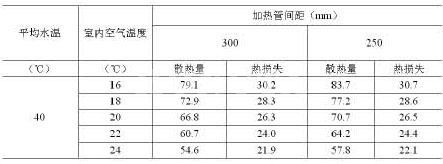 平均水温 室内空气温度 加热管间距（mm）
300 250
（℃） （℃） 散热量 热损失 散热量 热损失
40
16 79.1 30.2 83.7 30.7
18 72.9 28.3 77.2 28.6
20 66.8 26.3 70.7 26.5
22 60.7 24.0 64.2 24.4
24 54.6 21.9 57.8 22.1